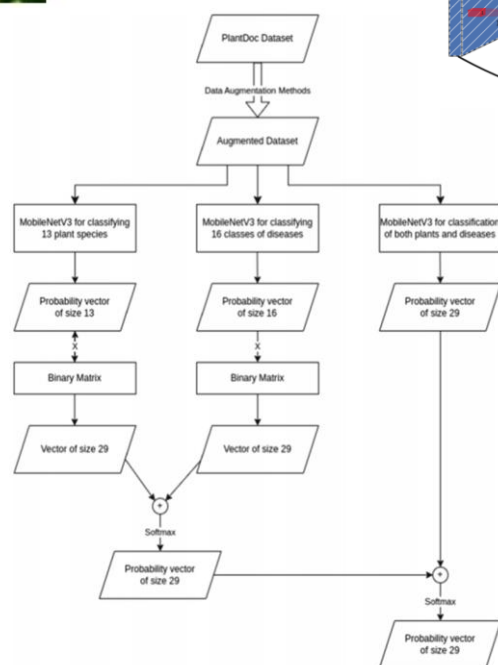 PlantDoc Dataset
Data Augmentation Methods
Augmented Dataset
MobileNetV3 for classifying
13 plant species
MobileNetV3 for classifying
16 classes of diseases
MobileNetV3 for classification
of both plants and diseases
Probability vector
of size 13
Probability vector
of size 16
Probability vector
of size 29
X
X
Binary Matrix
Binary Matrix
Vector of size 29
Vector of size 29
+
Softmax
Probability vector
of size 29
+
Softmax
Probability vector
of size 29